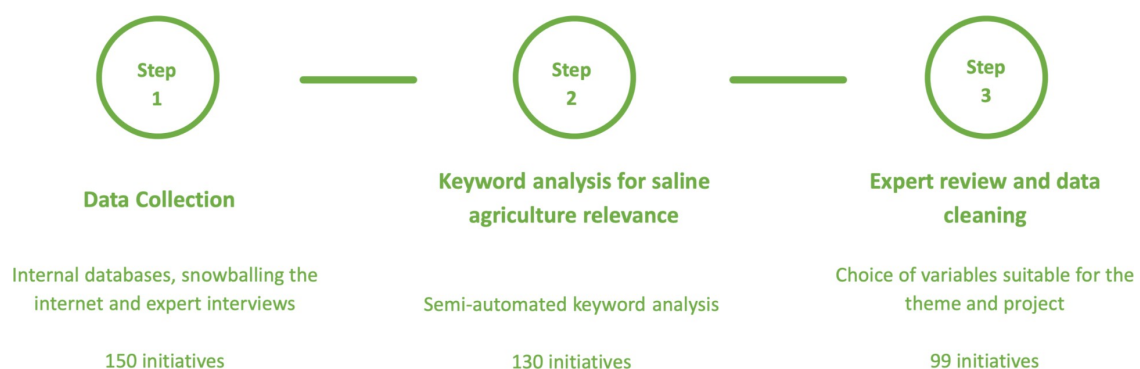 Step
1
Data Collection
Internal databases, snowballing the
internet and expert interviews
150 initiatives
Step
2
Keyword analysis for saline
agriculture relevance
Semi-automated keyword analysis
130 initiatives
Step
3
Expert review and data
cleaning
Choice of variables suitable for the
theme and project
99 initiatives